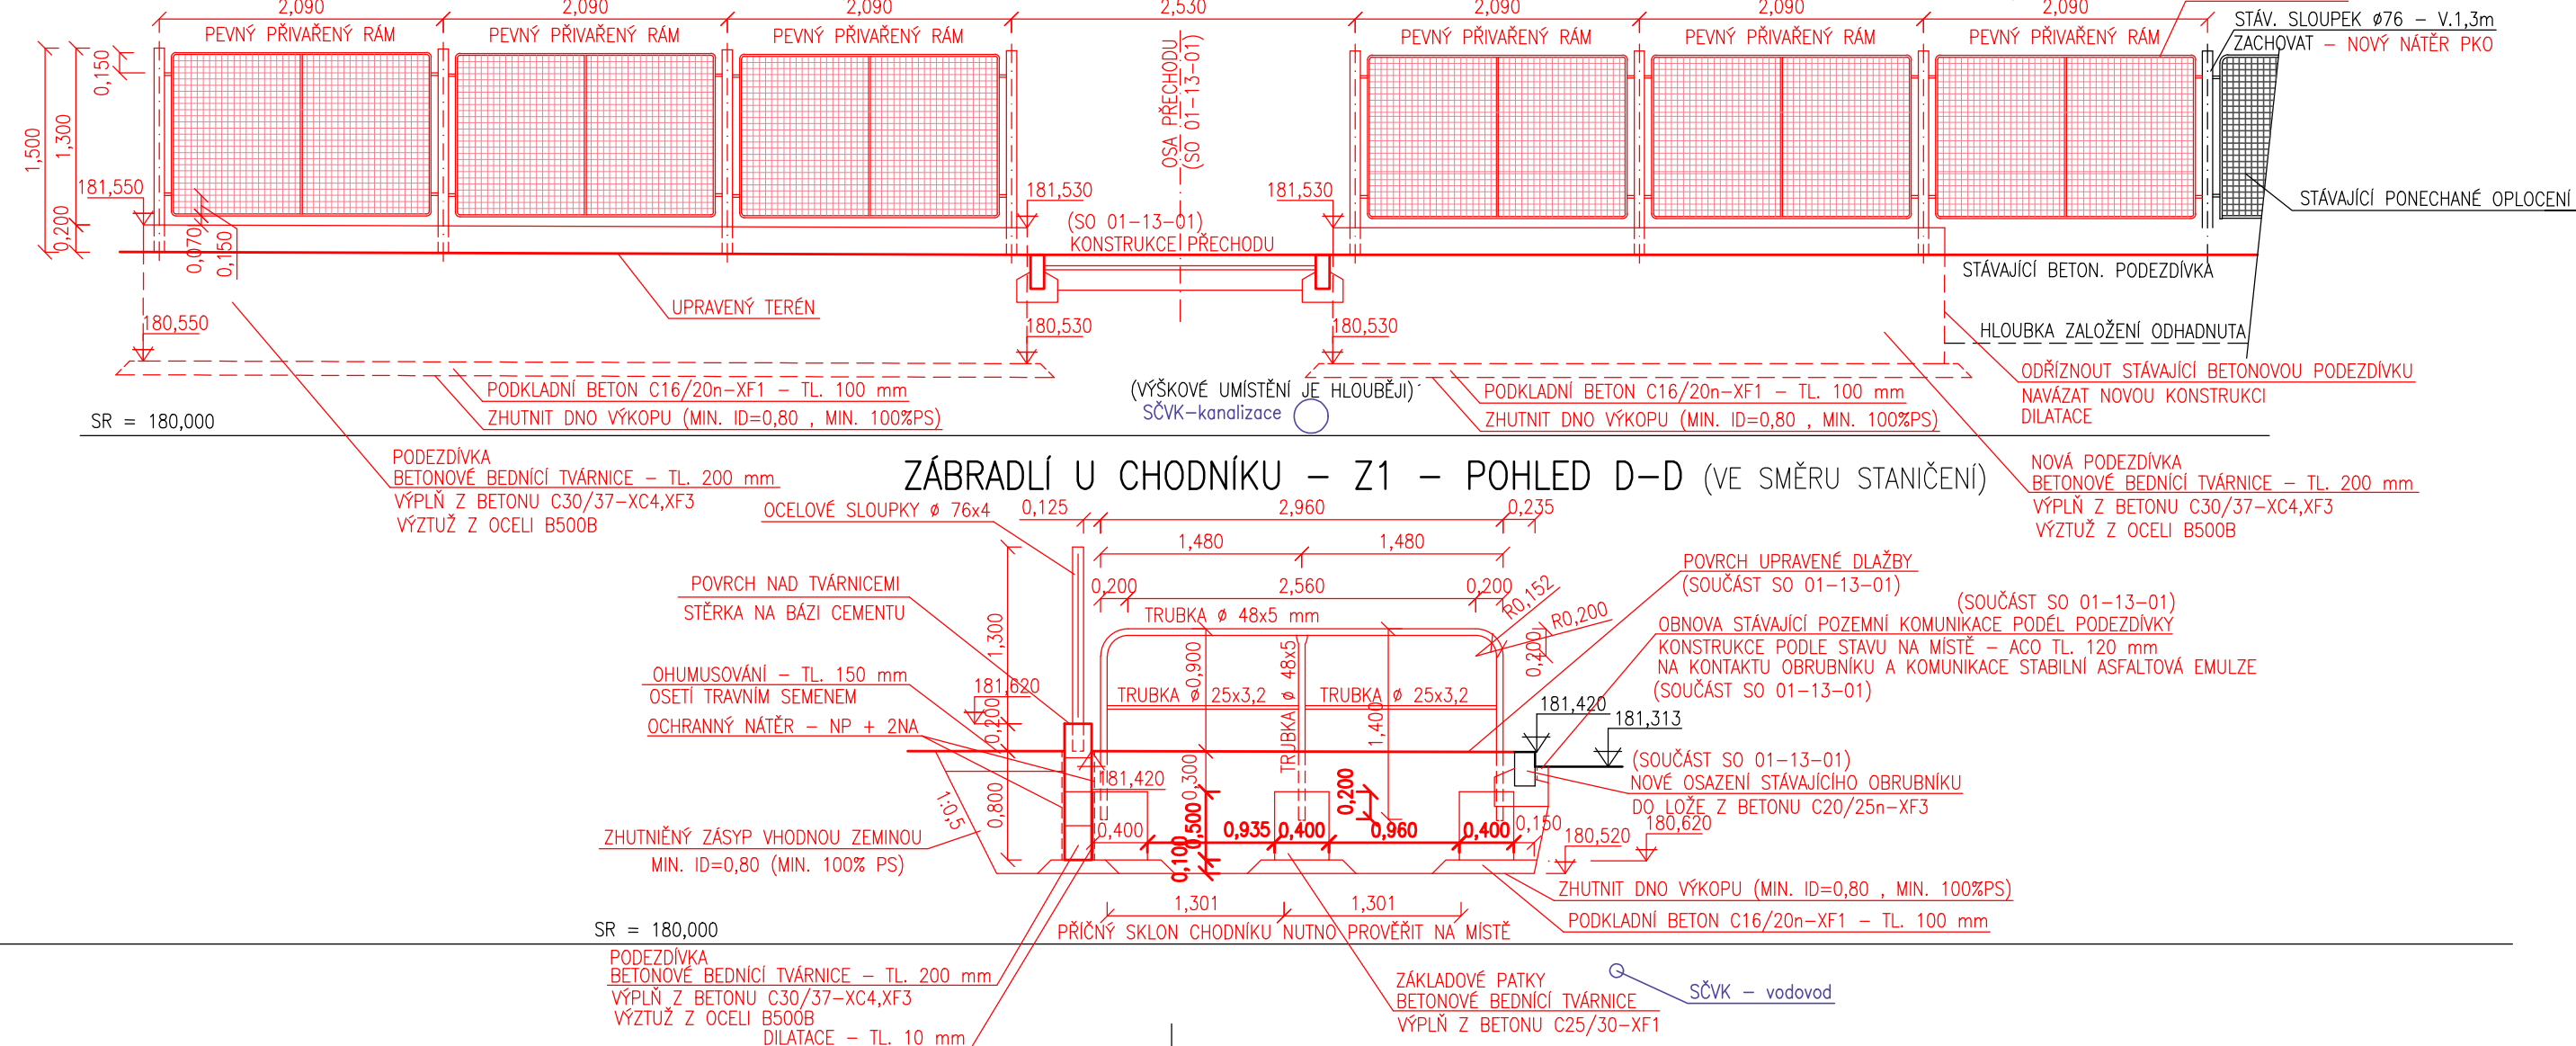 2,090
2,090
2,090
2,530
2,090
2,090
2,090
PEVNÝ PŘIVAŘENÝ RÁM
PEVNÝ PŘIVAŘENÝ RÁM
PEVNÝ PŘIVAŘENÝ RÁM
PEVNÝ PŘIVAŘENÝ RÁM
PEVNÝ PŘIVAŘENÝ RÁM
PEVNÝ PŘIVAŘENÝ RÁM
STÁV. SLOUPEK ø76 – V.1,3m
ZACHOVAT – NOVÝ NÁTĚR PKO
0,150
1,500
1,300
0,200
181,550
0,070
0,150
OSA PŘECHODU
(SO 01-13-01)
181,530
181,530
(SO 01-13-01)
KONSTRUKCE PŘECHODU
STÁVAJÍCÍ PONECHANÉ OPLOCENÍ
STÁVAJÍCÍ BETON. PODEZDÍVKA
UPRAVENÝ TERÉN
180,550
180,530
180,530
HLOUBKA ZALOŽENÍ ODHADNUTA
ODŘÍZNOUT STÁVAJÍCÍ BETONOVOU PODEZDÍVKU
NAVÁZAT NOVOU KONSTRUKCI
DILATACE
PODKLADNÍ BETON C16/20n-XF1 – TL. 100 mm
ZHUTNIT DNO VÝKOPU (MIN. ID=0,80 , MIN. 100%PS)
(VÝŠKOVÉ UMÍSTĚNÍ JE HLOUBĚJI)
SČVK-kanalizace
PODKLADNÍ BETON C16/20n-XF1 – TL. 100 mm
ZHUTNIT DNO VÝKOPU (MIN. ID=0,80 , MIN. 100%PS)
SR = 180,000
PODEZDÍVKA
BETONOVÉ BEDNÍCÍ TVÁRNICE – TL. 200 mm
VÝPLŇ Z BETONU C30/37-XC4,XF3
VÝZTUŽ Z OCELI B500B
ZÁBRADLÍ U CHODNÍKU – Z1 – POHLED D-D (VE SMĚRU STANIČENÍ)
NOVÁ PODEZDÍVKA
BETONOVÉ BEDNÍCÍ TVÁRNICE – TL. 200 mm
VÝPLŇ Z BETONU C30/37-XC4,XF3
VÝZTUŽ Z OCELI B500B
OCELOVÉ SLOUPKY ø 76x4
0,125
2,960
0,235
1,480
1,480
0,200
2,560
0,200
R0,152
R0,200
TRUBKA ø 48x5 mm
POVRCH UPRAVENÉ DLAŽBY
(SOUČÁST SO 01-13-01)
POVRCH NAD TVÁRNICEMI
STĚRKA NA BÁZI CEMENTU
1,300
0,900
TRUBKA ø 48x5
0,200
(SOUČÁST SO 01-13-01)
OBNOVA STÁVAJÍCÍ POZEMNÍ KOMUNIKACE PODÉL PODEZDÍVKY
KONSTRUKCE PODLE STAVU NA MÍSTĚ – ACO TL. 120 mm
NA KONTAKTU OBRUBNÍKU A KOMUNIKACE STABILNÍ ASFALTOVÁ EMULZE
(SOUČÁST SO 01-13-01)
OHUMUSOVÁNÍ – TL. 150 mm
OSETÍ TRAVNÍM SEMENEM
OCHRANNÝ NÁTĚR – NP + 2NA
181,620
0,200
TRUBKA ø 25x3,2
TRUBKA ø 25x3,2
1,400
181,420
181,313
181,420
0,300
0,800
1:0,5
(SOUČÁST SO 01-13-01)
NOVÉ OSAZENÍ STÁVAJÍCÍHO OBRUBNÍKU
DO LOŽE Z BETONU C20/25n-XF3
ZHUTNIĚNÝ ZÁSYP VHODNOU ZEMINOU
MIN. ID=0,80 (MIN. 100% PS)
0,400
0,500
0,100
0,935
0,400
0,200
0,960
0,400
0,150
180,520
180,620
ZHUTNIT DNO VÝKOPU (MIN. ID=0,80 , MIN. 100%PS)
PODKLADNÍ BETON C16/20n-XF1 – TL. 100 mm
1,301
1,301
PŘÍČNÝ SKLON CHODNÍKU NUTNO PROVĚŘIT NA MÍSTĚ
SR = 180,000
PODEZDÍVKA
BETONOVÉ BEDNÍCÍ TVÁRNICE – TL. 200 mm
VÝPLŇ Z BETONU C30/37-XC4,XF3
VÝZTUŽ Z OCELI B500B
DILATACE – TL. 10 mm
ZÁKLADOVÉ PATKY
BETONOVÉ BEDNÍCÍ TVÁRNICE
VÝPLŇ Z BETONU C25/30-XF1
SČVK – vodovod